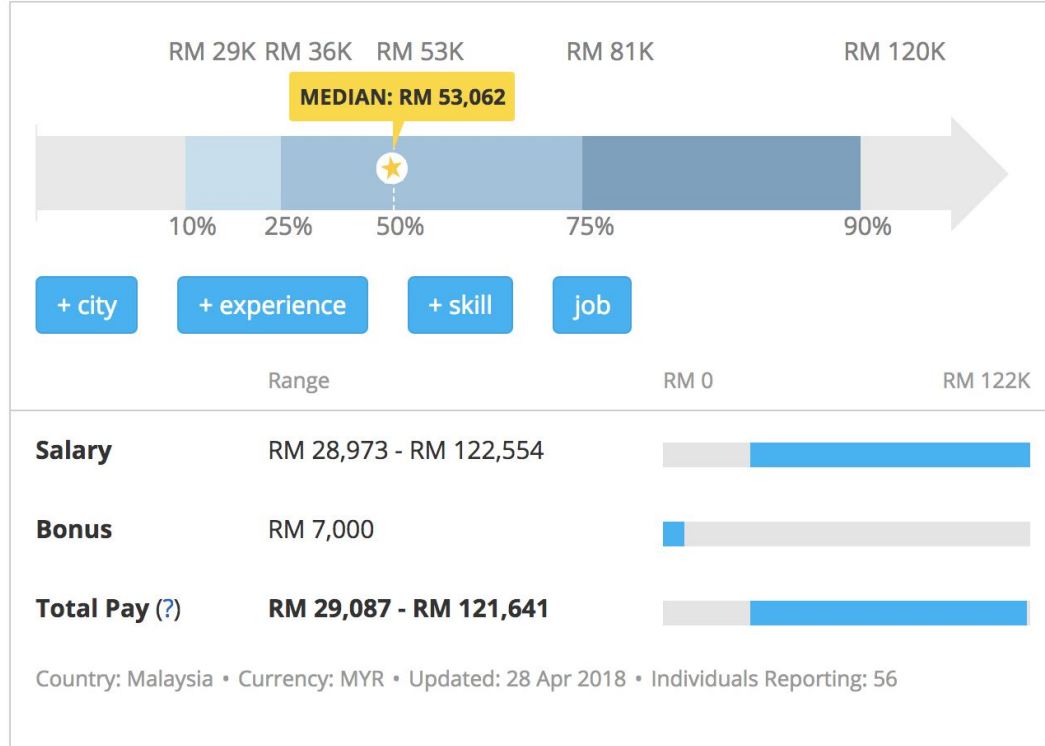 RM 29K RM 36K RM 53K RM 81K RM 120K
MEDIAN: RM 53,062
10% 25% 50% 75% 90%
+ city + experience + skill job
Range RM 0 RM 122K
Salary RM 28,973 - RM 122,554
Bonus RM 7,000
Total Pay (?) RM 29,087 - RM 121,641
Country: Malaysia • Currency: MYR • Updated: 28 Apr 2018 • Individuals Reporting: 56